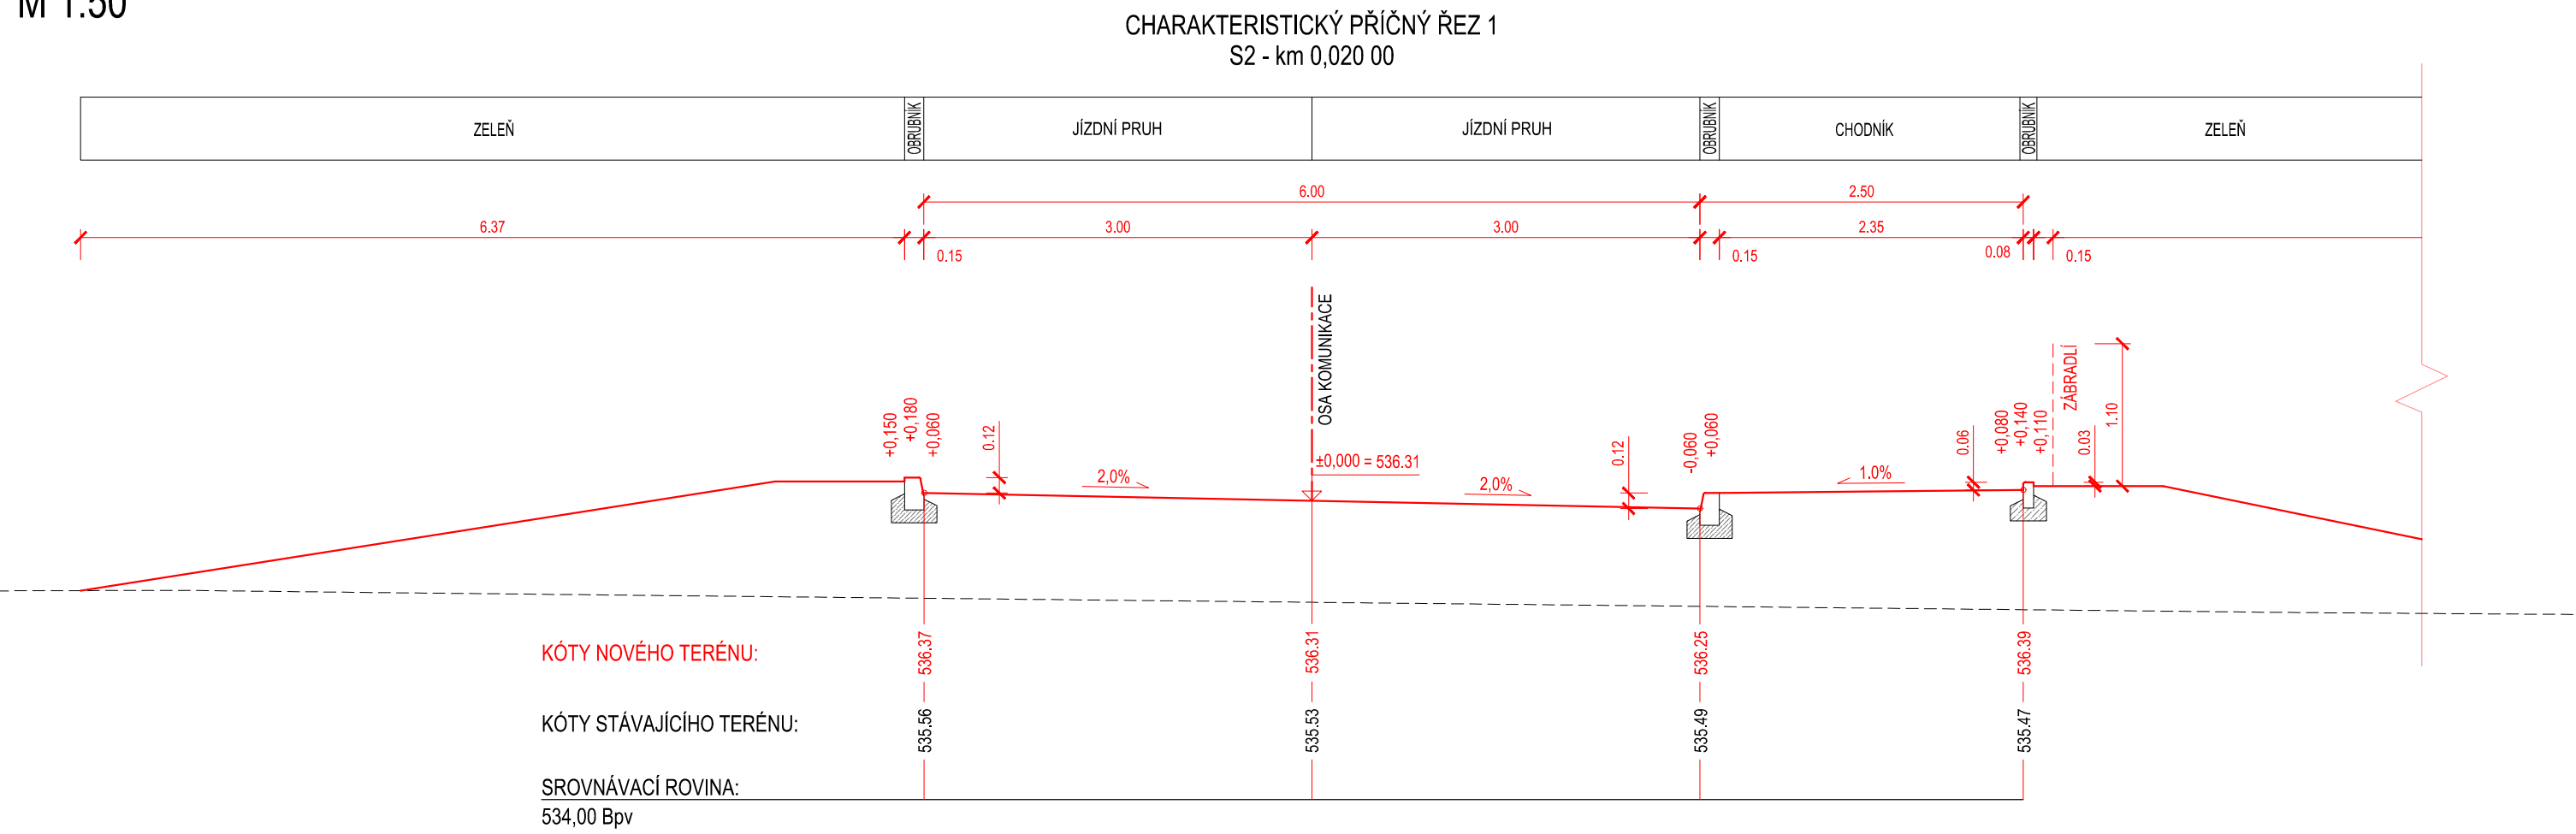 M 1:50
CHARAKTERISTICKÝ PŘÍČNÝ ŘEZ 1
S2 - km 0,020 00
ZELEŇ
OBRUBNÍK
JÍZDNÍ PRUH
JÍZDNÍ PRUH
OBRUBNÍK
CHODNÍK
OBRUBNÍK
ZELEŇ
6.00
2.50
6.37
3.00
3.00
2.35
0.15
0.15
0.08
0.15
OSA KOMUNIKACE
ZÁBRADLÍ
+0,150
+0,180
+0,060
0.12
2,0%
±0,000 = 536.31
2,0%
0.12
-0,060
+0,060
1.0%
0.06
+0,080
+0,140
+0,110
0.03
1.10
KÓTY NOVÉHO TERÉNU:
536.37
536.31
536.25
536.39
KÓTY STÁVAJÍCÍHO TERÉNU:
535.56
535.53
535.49
535.47
SROVNÁVACÍ ROVINA:
534,00 Bpv